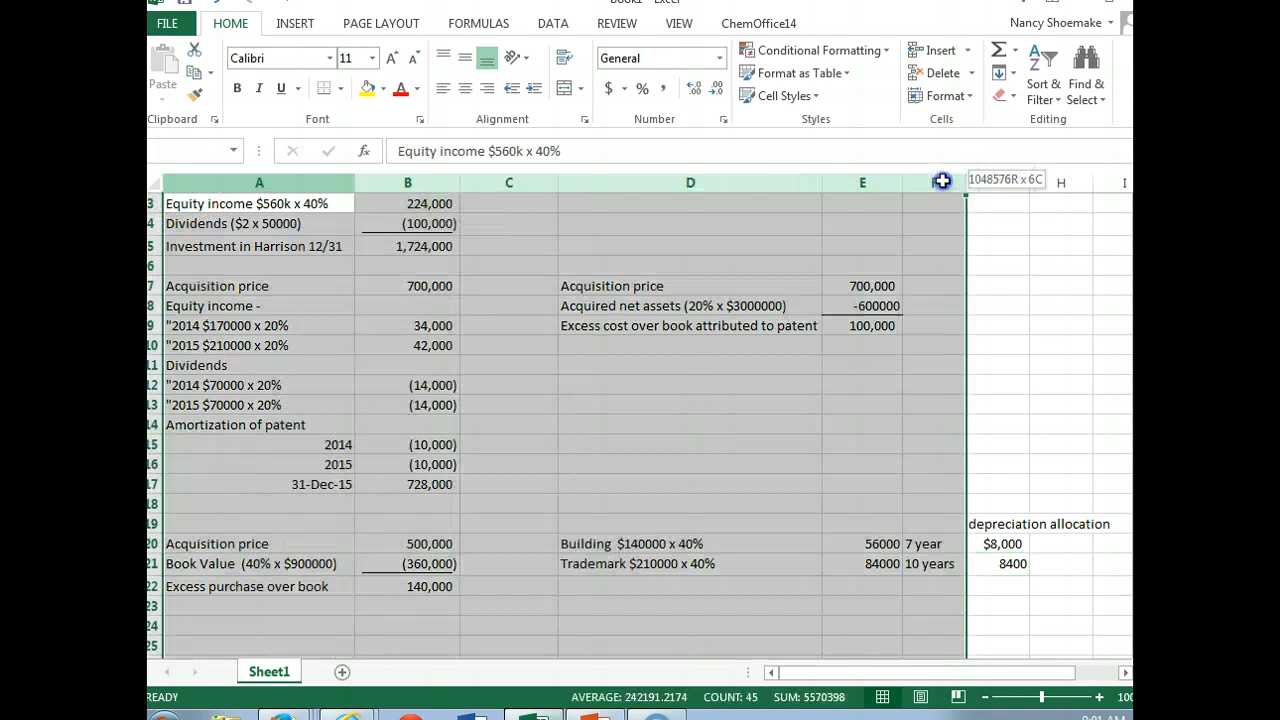 Book1 - Excel
FILE HOME INSERT PAGE LAYOUT FORMULAS DATA REVIEW VIEW ChemOffice14 Nancy Shoemake
Calibri 11 General Conditional Formatting Insert
Paste B I U $ % , Format as Table Delete Sort & Find &
Cell Styles Format Filter Select
Clipboard Font Alignment Number Styles Cells Editing
fx Equity income $560k x 40%
A B C D E 1048576R x 6C H I
3 Equity income $560k x 40% 224,000
4 Dividends ($2 x 50000) (100,000)
5 Investment in Harrison 12/31 1,724,000
6
7 Acquisition price 700,000 Acquisition price 700,000
8 Equity income - Acquired net assets (20% x $3000000) -600000
9 "2014 $170000 x 20% 34,000 Excess cost over book attributed to patent 100,000
10 "2015 $210000 x 20% 42,000
11 Dividends
12 "2014 $70000 x 20% (14,000)
13 "2015 $70000 x 20% (14,000)
14 Amortization of patent
15 2014 (10,000)
16 2015 (10,000)
17 31-Dec-15 728,000
18
19 depreciation allocation
20 Acquisition price 500,000 Building $140000 x 40% 56000 7 year $8,000
21 Book Value (40% x $900000) (360,000) Trademark $210000 x 40% 84000 10 years 8400
22 Excess purchase over book 140,000
23
24
25
Sheet1
READY AVERAGE: 242191.2174 COUNT: 45 SUM: 5570398 100